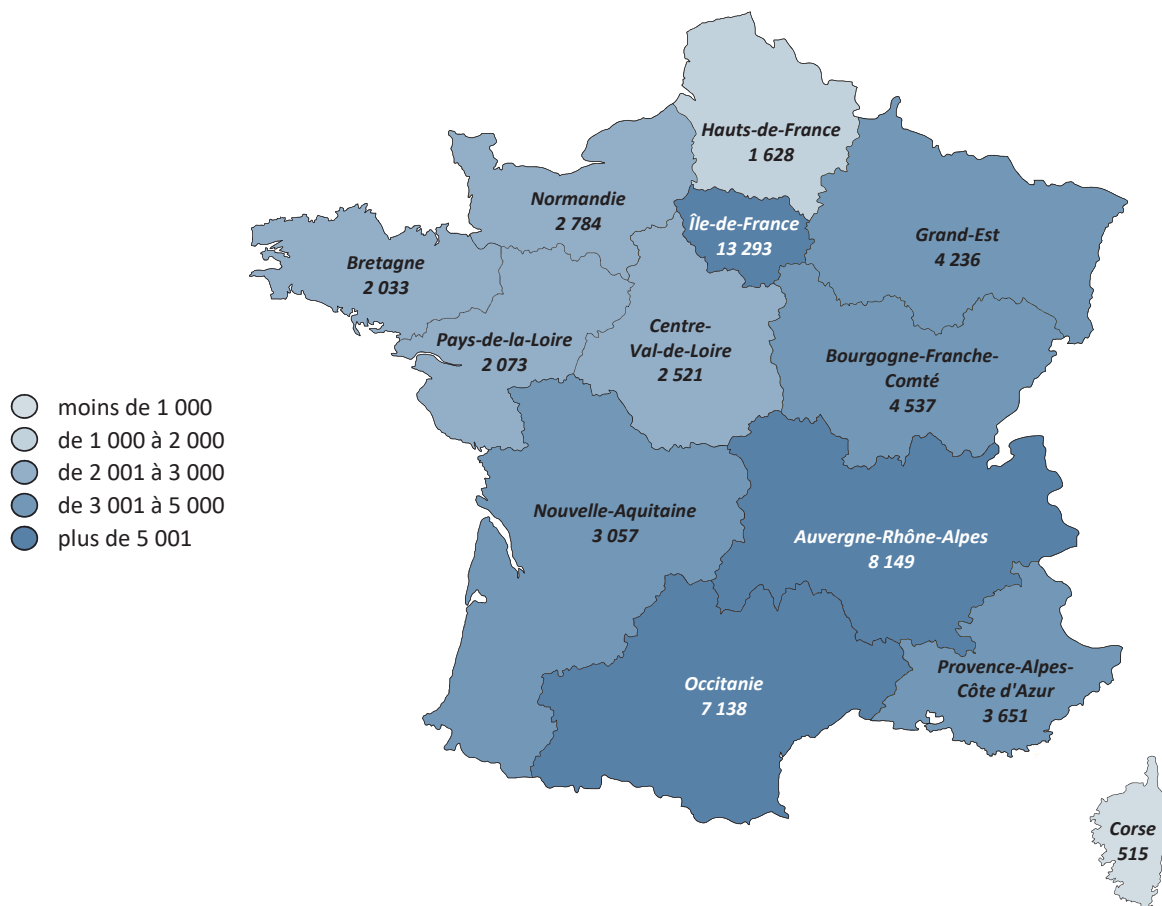 Hauts-de-France
1 628
Normandie
2 784
Île-de-France
13 293
Grand-Est
4 236
Bretagne
2 033
Pays-de-la-Loire
2 073
Centre-
Val-de-Loire
2 521
Bourgogne-Franche-
Comté
4 537
moins de 1 000
de 1 000 à 2 000
de 2 001 à 3 000
de 3 001 à 5 000
plus de 5 001
Nouvelle-Aquitaine
3 057
Auvergne-Rhône-Alpes
8 149
Occitanie
7 138
Provence-Alpes-
Côte d'Azur
3 651
Corse
515